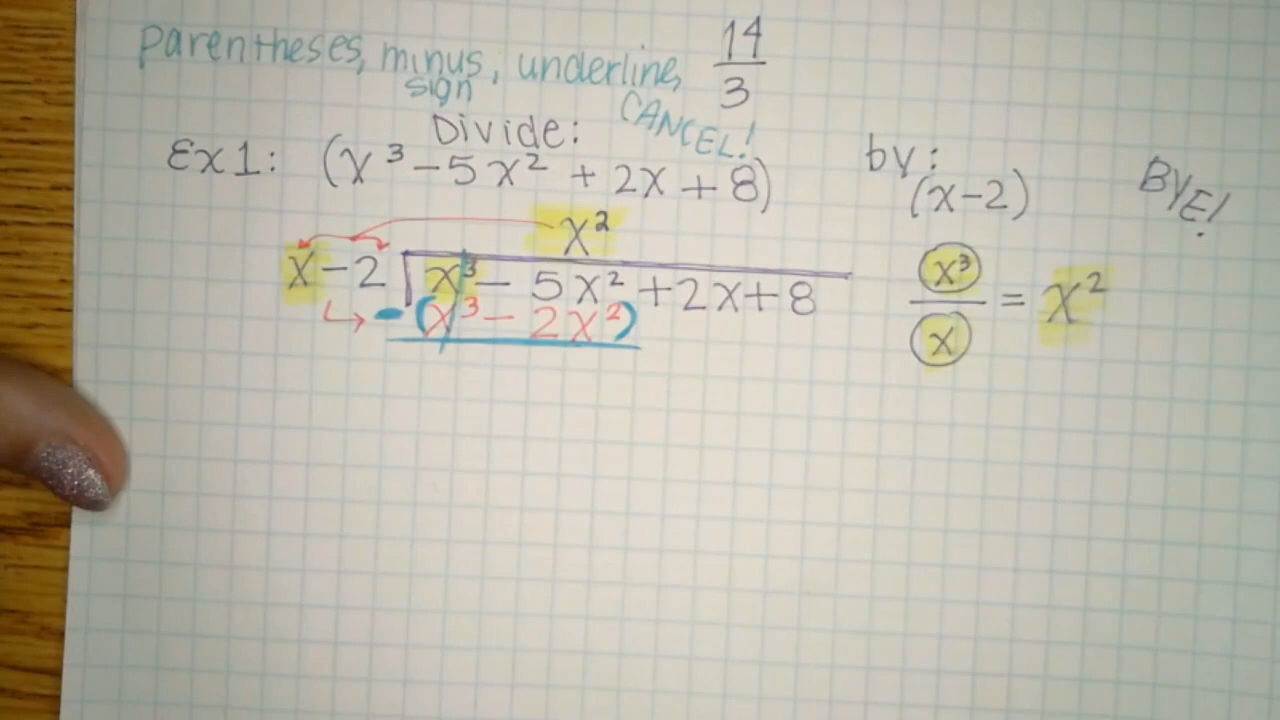 Parentheses, minus sign, underline, CANCEL!
14/3
Divide: by: BYE!
Ex1: (x³ - 5x² + 2x + 8) (x-2)
x²
x-2 x³ - 5x² + 2x + 8
-(x³ - 2x²)
x³/x = x²